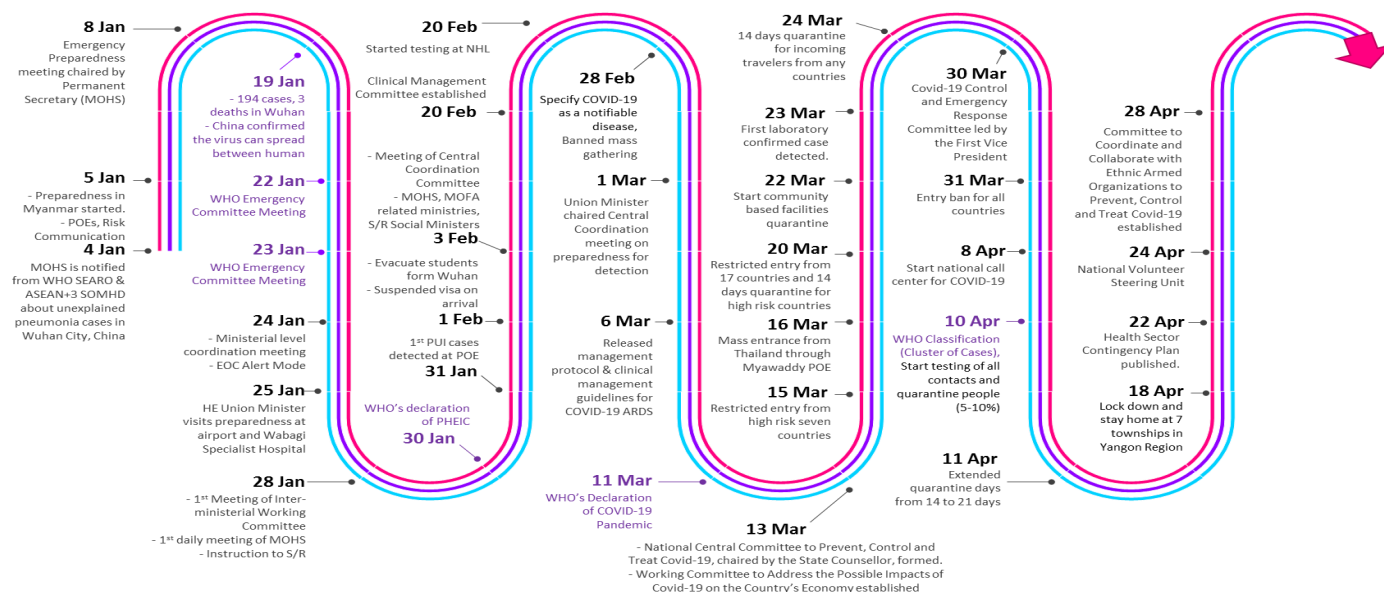 8 Jan
Emergency
Preparedness
meeting chaired by
Permanent
Secretary (MOHS)
5 Jan
- Preparedness in
Myanmar started.
- POEs, Risk
Communication
4 Jan
MOHS is notified
from WHO SEARO &
ASEAN+3 SOMHD
about unexplained
pneumonia cases in
Wuhan City, China
19 Jan
- 194 cases, 3
deaths in Wuhan
- China confirmed
the virus can spread
between human
22 Jan
WHO Emergency
Committee Meeting
23 Jan
WHO Emergency
Committee Meeting
24 Jan
- Ministerial level
coordination meeting
- EOC Alert Mode
25 Jan
HE Union Minister
visits preparedness at
airport and Wabagi
Specialist Hospital
28 Jan
- 1st Meeting of Inter-
ministerial Working
Committee
- 1st daily meeting of MOHS
- Instruction to S/R
20 Feb
Started testing at NHL
Clinical Management
Committee established
20 Feb
- Meeting of Central
Coordination
Committee
- MOHS, MOFA
related ministries,
S/R Social Ministers
3 Feb
- Evacuate students
form Wuhan
- Suspended visa on
arrival
1 Feb
1st PUI cases
detected at POE
31 Jan
WHO's declaration
of PHEIC
30 Jan
28 Feb
Specify COVID-19
as a notifiable
disease,
Banned mass
gathering
1 Mar
Union Minister
chaired Central
Coordination
meeting on
preparedness for
detection
6 Mar
Released
management
protocol & clinical
management
guidelines for
COVID-19 ARDS
11 Mar
WHO's Declaration
of COVID-19
Pandemic
13 Mar
- National Central Committee to Prevent, Control and
Treat Covid-19, chaired by the State Counsellor, formed.
- Working Committee to Address the Possible Impacts of
Covid-19 on the Country's Economy established
24 Mar
14 days quarantine
for incoming
travelers from any
countries
23 Mar
First laboratory
confirmed case
detected.
22 Mar
Start community
based facilities
quarantine
20 Mar
Restricted entry from
17 countries and 14
days quarantine for
high risk countries
16 Mar
Mass entrance from
Thailand through
Myawaddy POE
15 Mar
Restricted entry from
high risk seven
countries
30 Mar
Covid-19 Control
and Emergency
Response
Committee led by
the First Vice
President
31 Mar
Entry ban for all
countries
8 Apr
Start national call
center for COVID-19
10 Apr
WHO Classification
(Cluster of Cases),
Start testing of all
contacts and
quarantine people
(5-10%)
11 Apr
Extended
quarantine days
from 14 to 21 days
28 Apr
Committee to
Coordinate and
Collaborate with
Ethnic Armed
Organizations to
Prevent, Control
and Treat Covid-19
established
24 Apr
National Volunteer
Steering Unit
22 Apr
Health Sector
Contingency Plan
published.
18 Apr
Lock down and
stay home at 7
townships in
Yangon Region